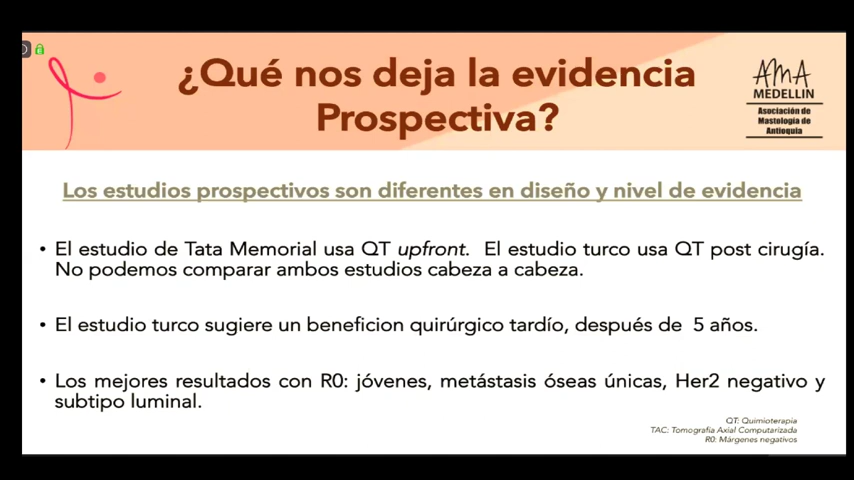 ¿Qué nos deja la evidencia
Prospectiva?
AMA
MEDELLIN
Asociación de
Mastología de
Antioquia
Los estudios prospectivos son diferentes en diseño y nivel de evidencia
• El estudio de Tata Memorial usa QT upfront. El estudio turco usa QT post cirugía.
No podemos comparar ambos estudios cabeza a cabeza.
• El estudio turco sugiere un beneficion quirúrgico tardío, después de 5 años.
• Los mejores resultados con R0: jóvenes, metástasis óseas únicas, Her2 negativo y
subtipo luminal.
QT: Quimioterapia
TAC: Tomografía Axial Computarizada
R0: Márgenes negativos